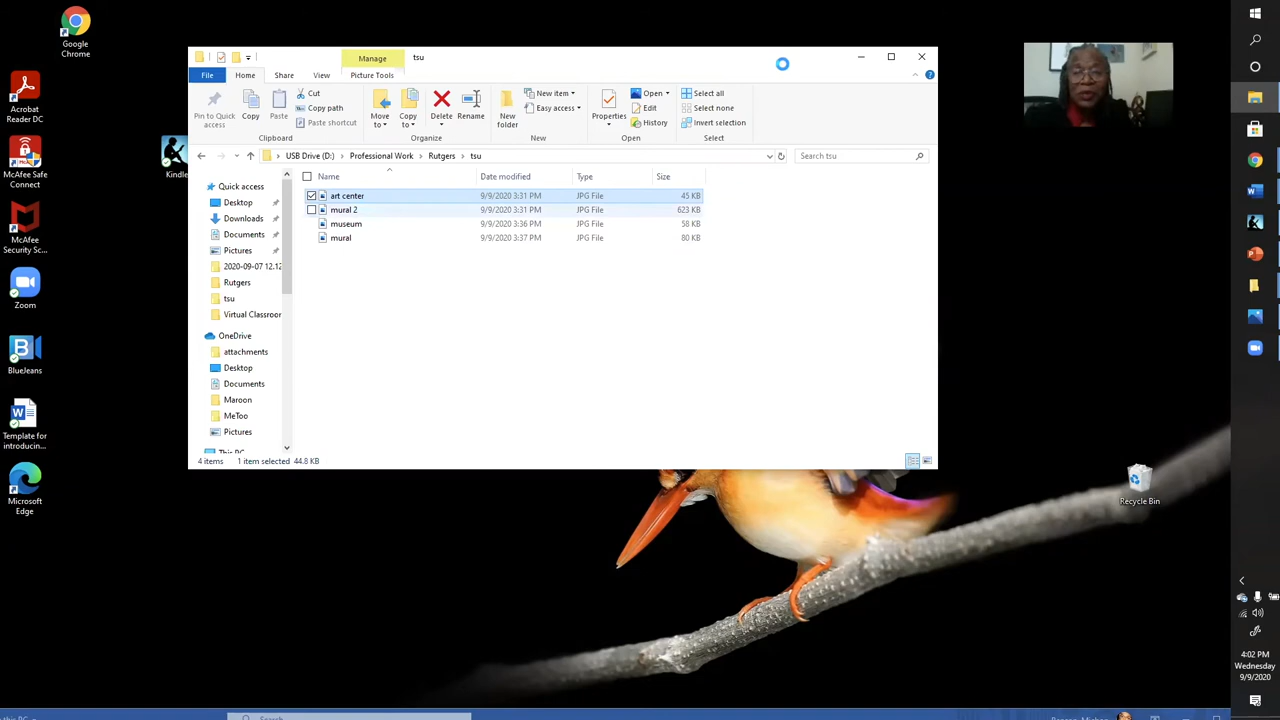 Google
Chrome
Acrobat
Reader DC
McAfee Safe
Connect
McAfee
Security Sc...
Zoom
BlueJeans
Template for
introducin...
Microsoft
Edge
Kindle
Manage
tsu
File
Home
Share
View
Picture Tools
Pin to Quick
access
Copy
Paste
Cut
Copy path
Paste shortcut
Clipboard
Move
to
Copy
to
Delete
Rename
Organize
New
folder
New item
Easy access
New
Properties
Open
Edit
History
Open
Select all
Select none
Invert selection
Select
USB Drive (D:) > Professional Work > Rutgers > tsu
Search tsu
Name
Date modified
Type
Size
art center 9/9/2020 3:31 PM JPG File 45 KB
mural 2 9/9/2020 3:31 PM JPG File 623 KB
museum 9/9/2020 3:36 PM JPG File 58 KB
mural 9/9/2020 3:37 PM JPG File 80 KB
Quick access
Desktop
Downloads
Documents
Pictures
2020-09-07 12.12
Rutgers
tsu
Virtual Classroor
OneDrive
attachments
Desktop
Documents
Maroon
MeToo
Pictures
This PC
4 items 1 item selected 44.8 KB
Recycle Bin
4:02 PM
Wednesday
9/9/2020
Search